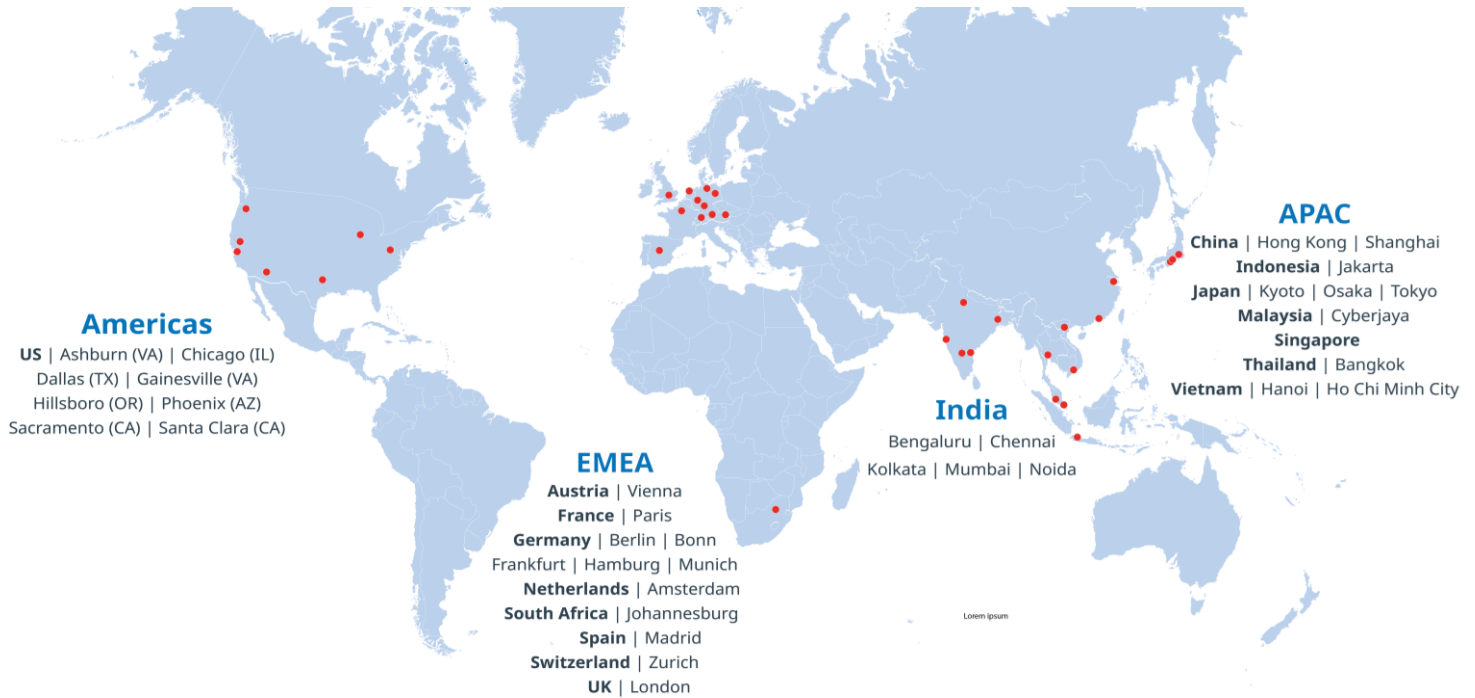 Americas
US | Ashburn (VA) | Chicago (IL)
Dallas (TX) | Gainesville (VA)
Hillsboro (OR) | Phoenix (AZ)
Sacramento (CA) | Santa Clara (CA)
EMEA
Austria | Vienna
France | Paris
Germany | Berlin | Bonn
Frankfurt | Hamburg | Munich
Netherlands | Amsterdam
South Africa | Johannesburg
Spain | Madrid
Switzerland | Zurich
UK | London
India
Bengaluru | Chennai
Kolkata | Mumbai | Noida
APAC
China | Hong Kong | Shanghai
Indonesia | Jakarta
Japan | Kyoto | Osaka | Tokyo
Malaysia | Cyberjaya
Singapore
Thailand | Bangkok
Vietnam | Hanoi | Ho Chi Minh City
Lorem ipsum